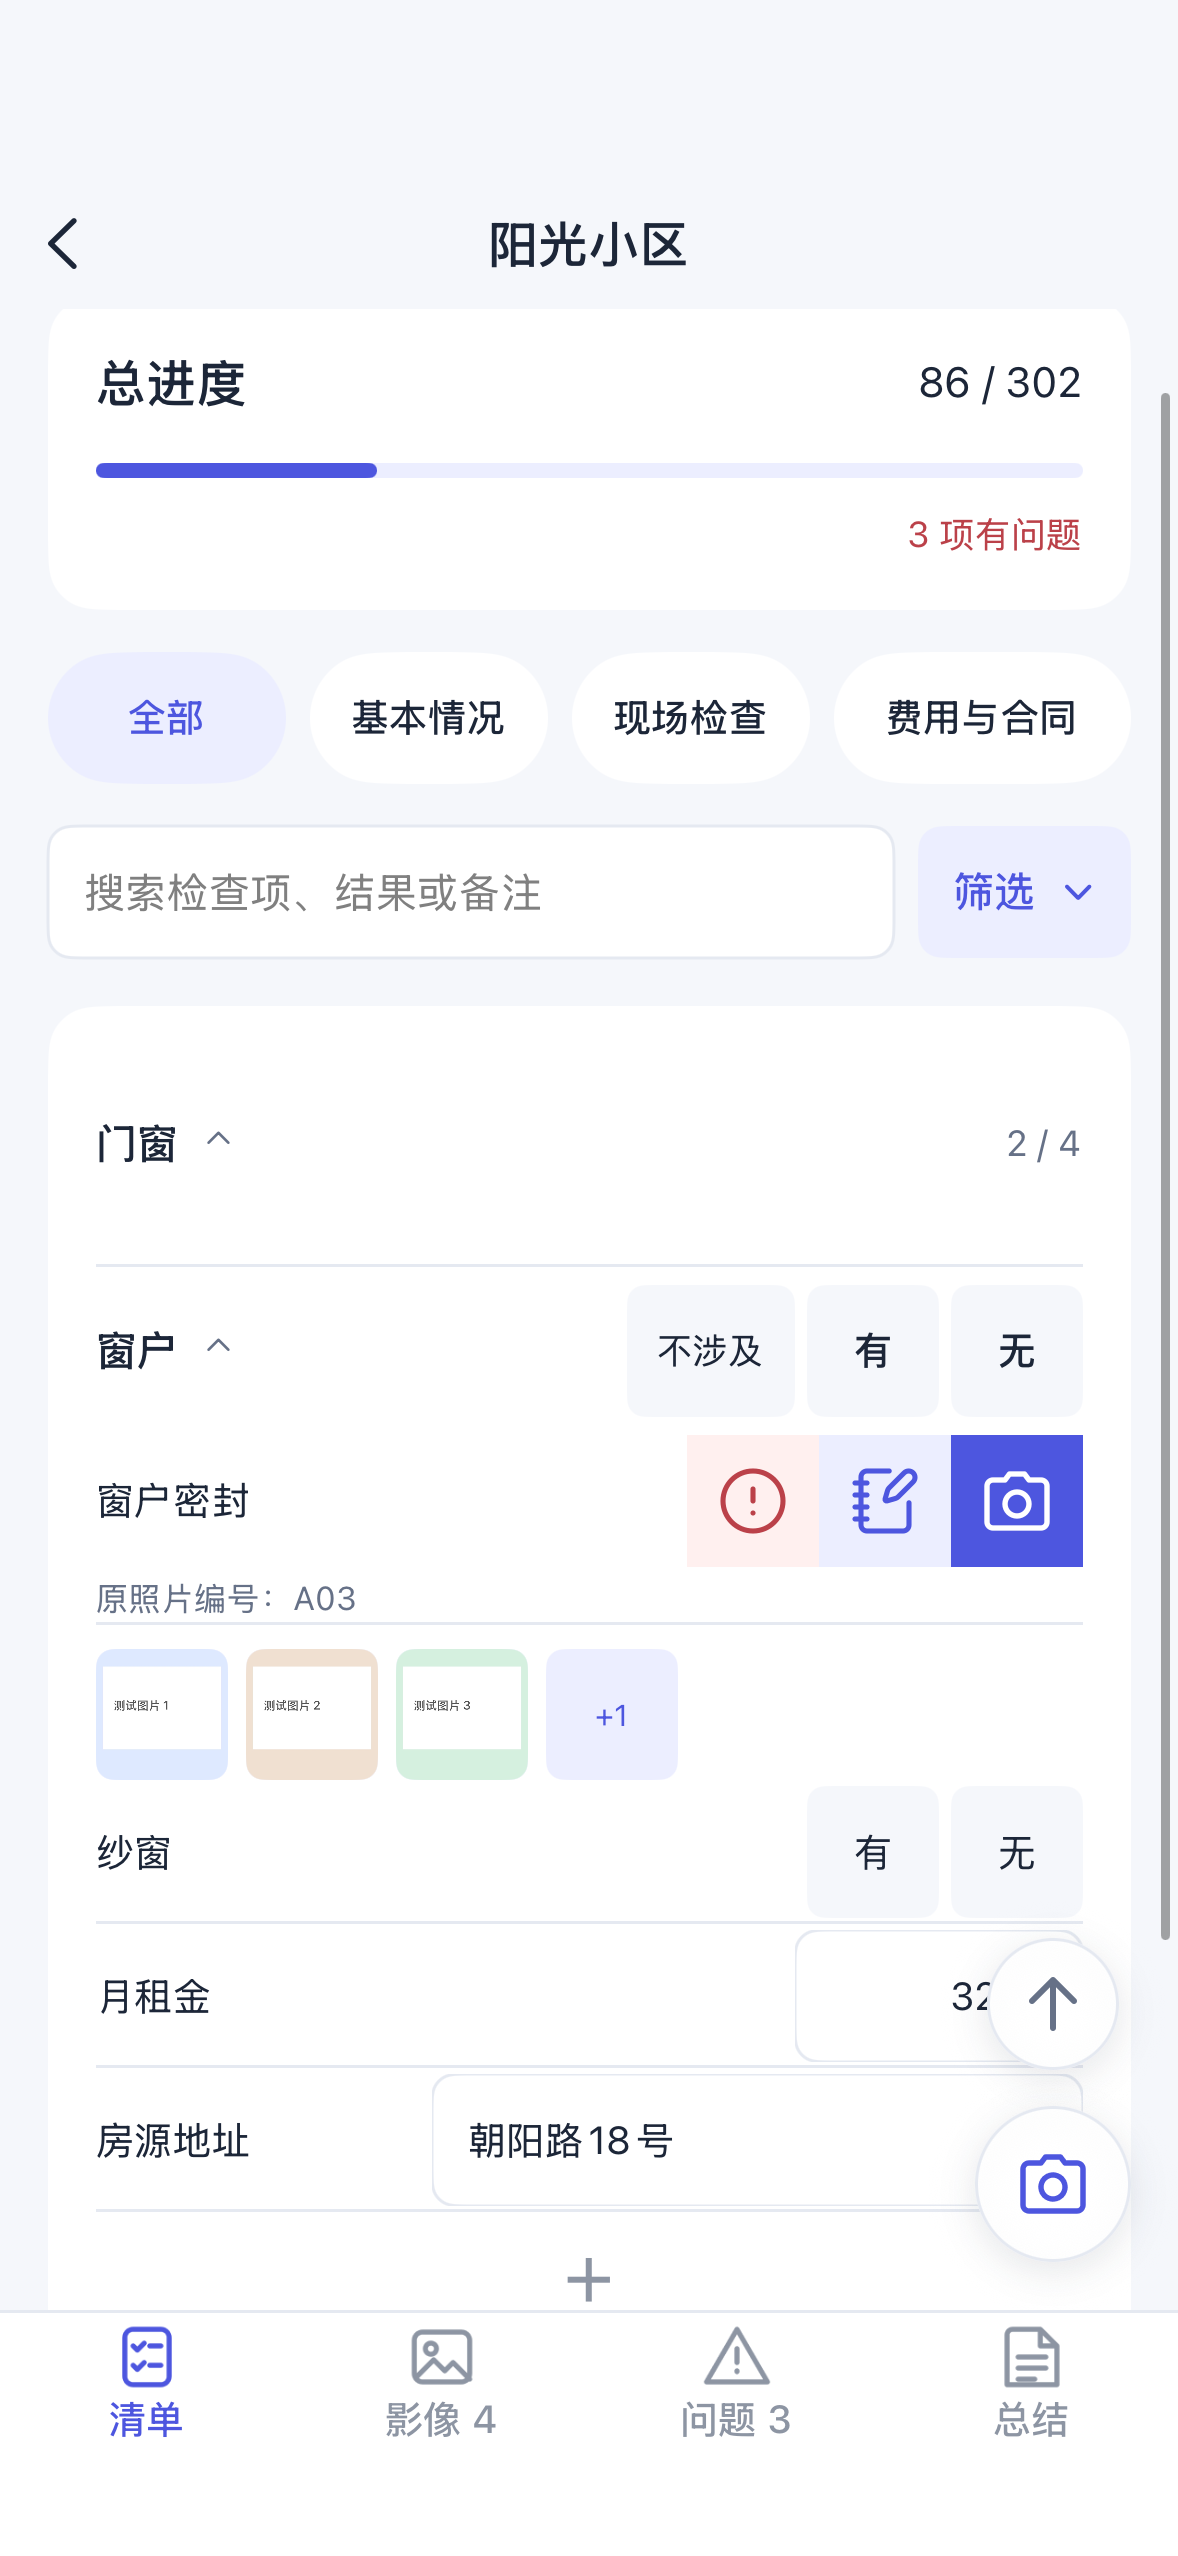 阳光小区
总进度 86 / 302
3 项有问题
全部 基本情况 现场检查 费用与合同
搜索检查项、结果或备注 筛选
门窗 2 / 4
窗户 不涉及 有 无
窗户密封
原照片编号：A03
测试图片 1 测试图片 2 测试图片 3 +1
纱窗 有 无
月租金
房源地址 朝阳路18号
清单 影像 4 问题 3 总结